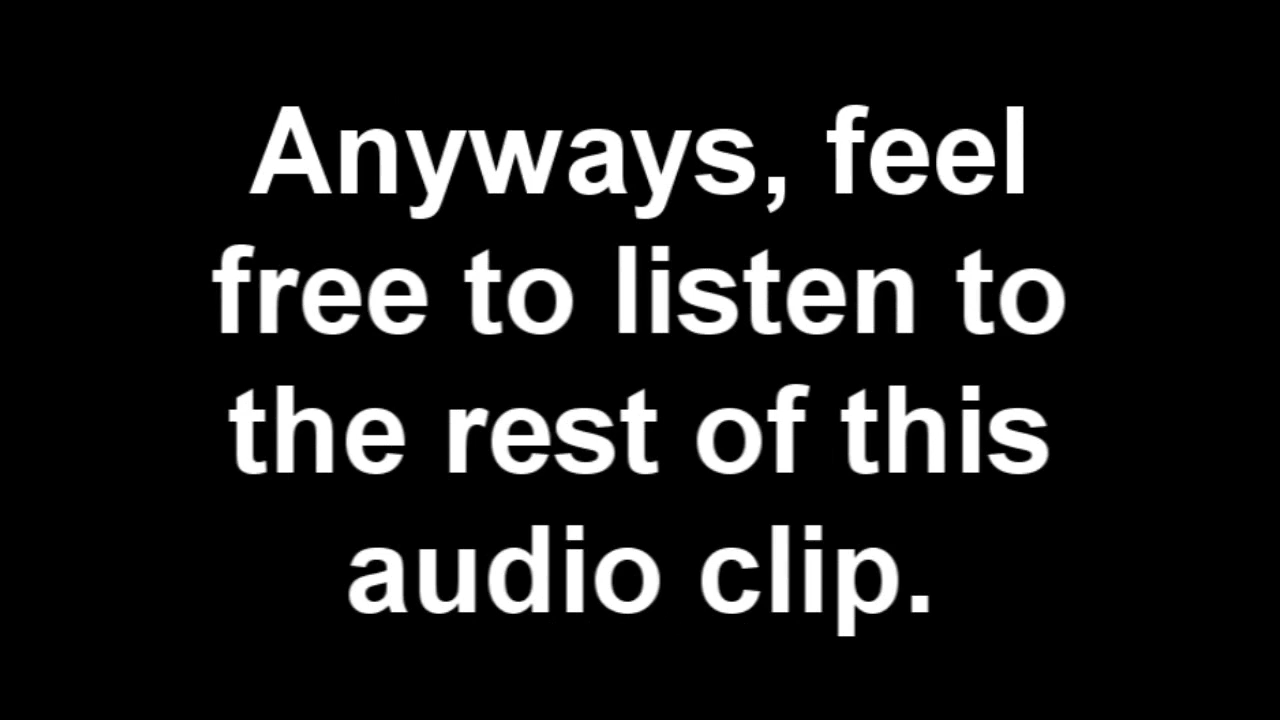 Anyways, feel
free to listen to
the rest of this
audio clip.